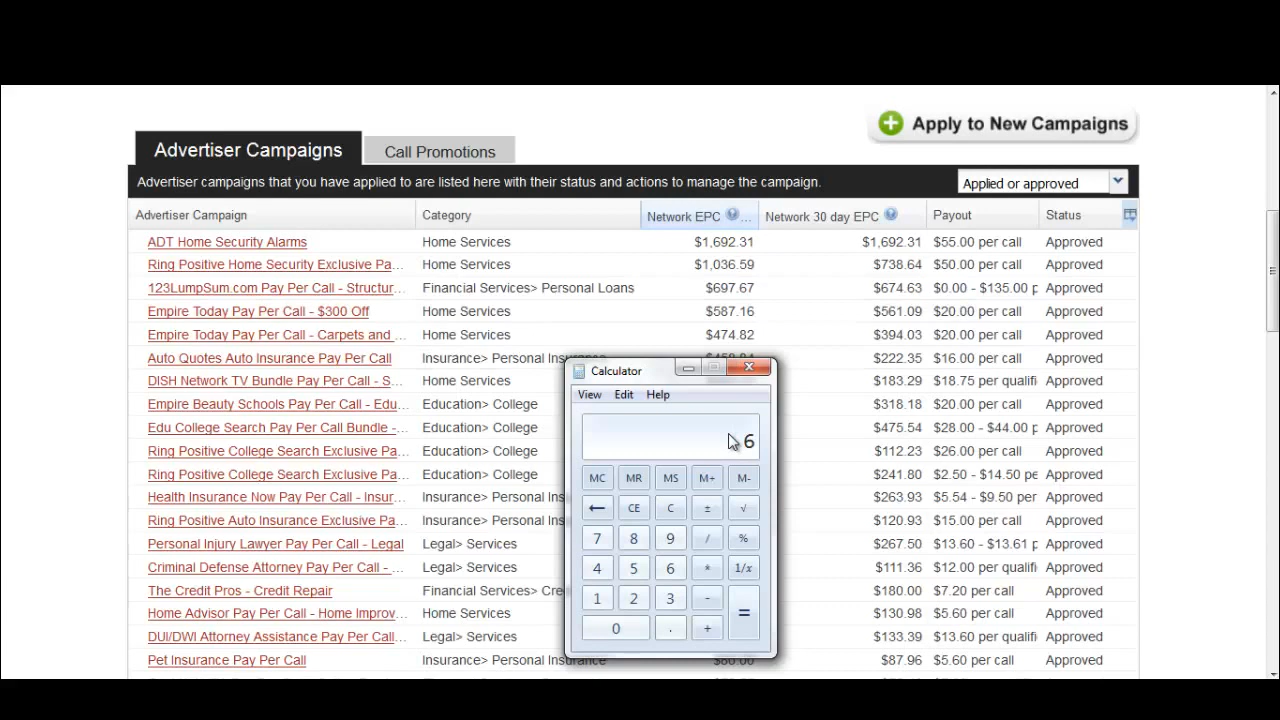 Apply to New Campaigns
Advertiser Campaigns Call Promotions
Advertiser campaigns that you have applied to are listed here with their status and actions to manage the campaign. Applied or approved
Advertiser Campaign Category Network EPC ... Network 30 day EPC Payout Status
ADT Home Security Alarms Home Services $1,692.31 $1,692.31 $55.00 per call Approved
Ring Positive Home Security Exclusive Pa... Home Services $1,036.59 $738.64 $50.00 per call Approved
123LumpSum.com Pay Per Call - Structur... Financial Services> Personal Loans $697.67 $674.63 $0.00 - $135.00 p Approved
Empire Today Pay Per Call - $300 Off Home Services $587.16 $561.09 $20.00 per call Approved
Empire Today Pay Per Call - Carpets and ... Home Services $474.82 $394.03 $20.00 per call Approved
Auto Quotes Auto Insurance Pay Per Call Insurance> Personal Insurance $222.35 $16.00 per call Approved
DISH Network TV Bundle Pay Per Call - S... Home Services $183.29 $18.75 per qualifi Approved
Empire Beauty Schools Pay Per Call - Edu... Education> College $318.18 $20.00 per call Approved
Edu College Search Pay Per Call Bundle -... Education> College $475.54 $28.00 - $44.00 p Approved
Ring Positive College Search Exclusive Pa... Education> College $112.23 $26.00 per call Approved
Ring Positive College Search Exclusive Pa... Education> College $241.80 $2.50 - $14.50 pe Approved
Health Insurance Now Pay Per Call - Insur... Insurance> Personal In $263.93 $5.54 - $9.50 per Approved
Ring Positive Auto Insurance Exclusive Pa... Insurance> Personal In $120.93 $15.00 per call Approved
Personal Injury Lawyer Pay Per Call - Legal Legal> Services $267.50 $13.60 - $13.61 p Approved
Criminal Defense Attorney Pay Per Call - ... Legal> Services $111.36 $12.00 per qualifi Approved
The Credit Pros - Credit Repair Financial Services> Cre $180.00 $7.20 per call Approved
Home Advisor Pay Per Call - Home Improv... Home Services $130.98 $5.60 per call Approved
DUI/DWI Attorney Assistance Pay Per Call... Legal> Services $133.39 $13.60 per qualifi Approved
Pet Insurance Pay Per Call Insurance> Personal Insurance $80.00 $87.96 $5.60 per call Approved
Calculator
View Edit Help
6
MC MR MS M+ M-
← CE C ± √
7 8 9 / %
4 5 6 * 1/x
1 2 3 - =
0 . +